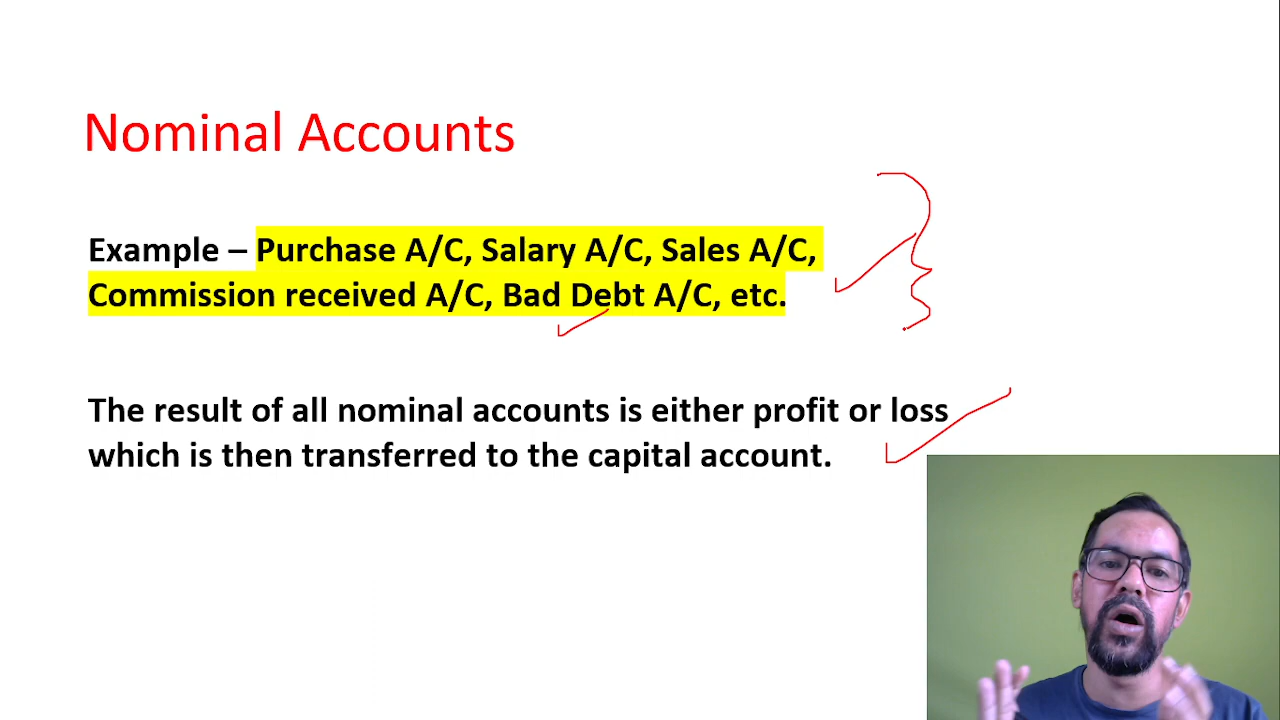 Nominal Accounts
Example – Purchase A/C, Salary A/C, Sales A/C,
Commission received A/C, Bad Debt A/C, etc.
The result of all nominal accounts is either profit or loss
which is then transferred to the capital account.